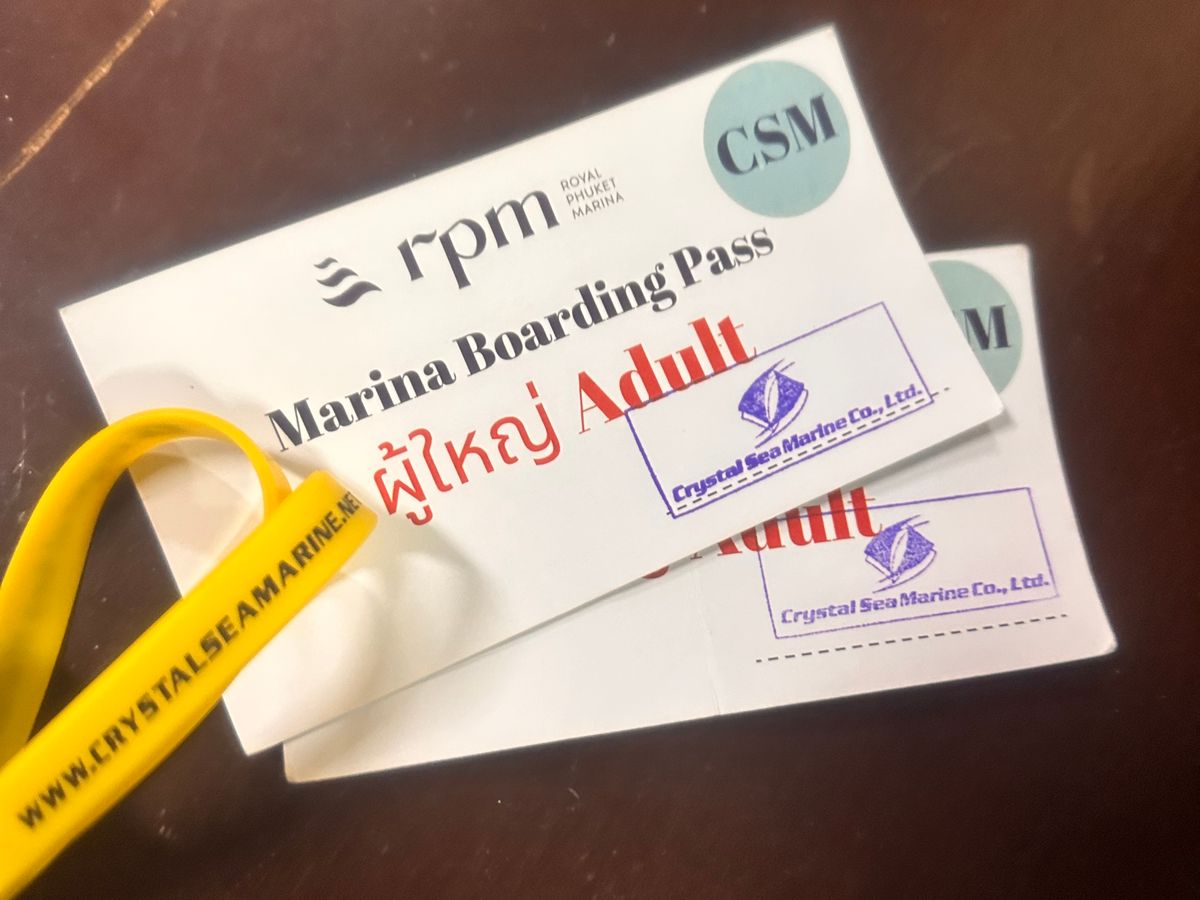 CSM
rpm
ROYAL
PHUKET
MARINA
Marina Boarding Pass
ผู้ใหญ่ Adult
Crystal Sea Marine Co., Ltd.
M
Adult
Crystal Sea Marine Co., Ltd.
WWW.CRYSTALSEAMARINE.NE